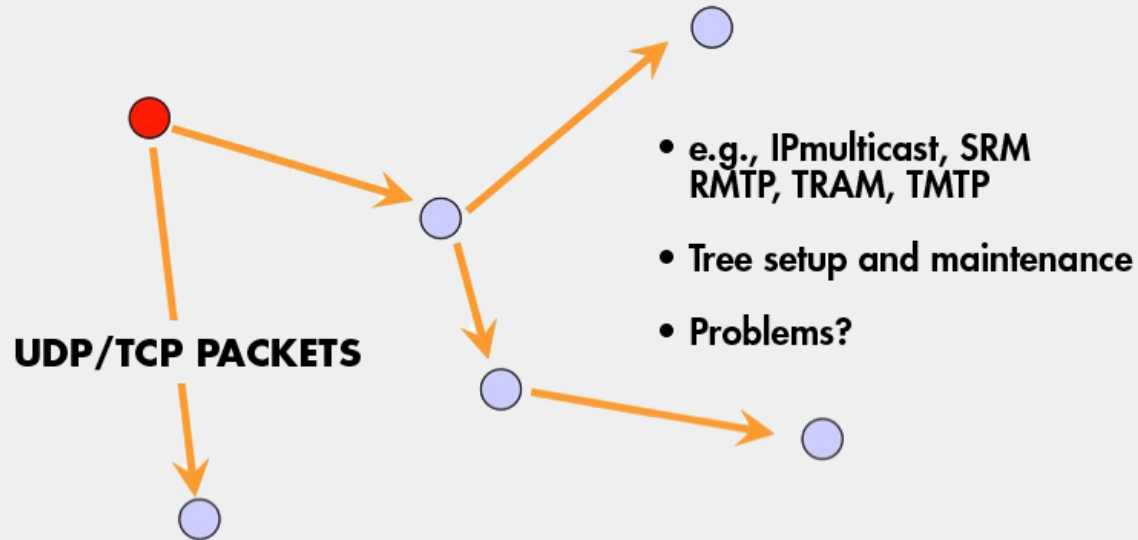 • e.g., IPmulticast, SRM
RMTP, TRAM, TMTP
• Tree setup and maintenance
• Problems?
UDP/TCP PACKETS